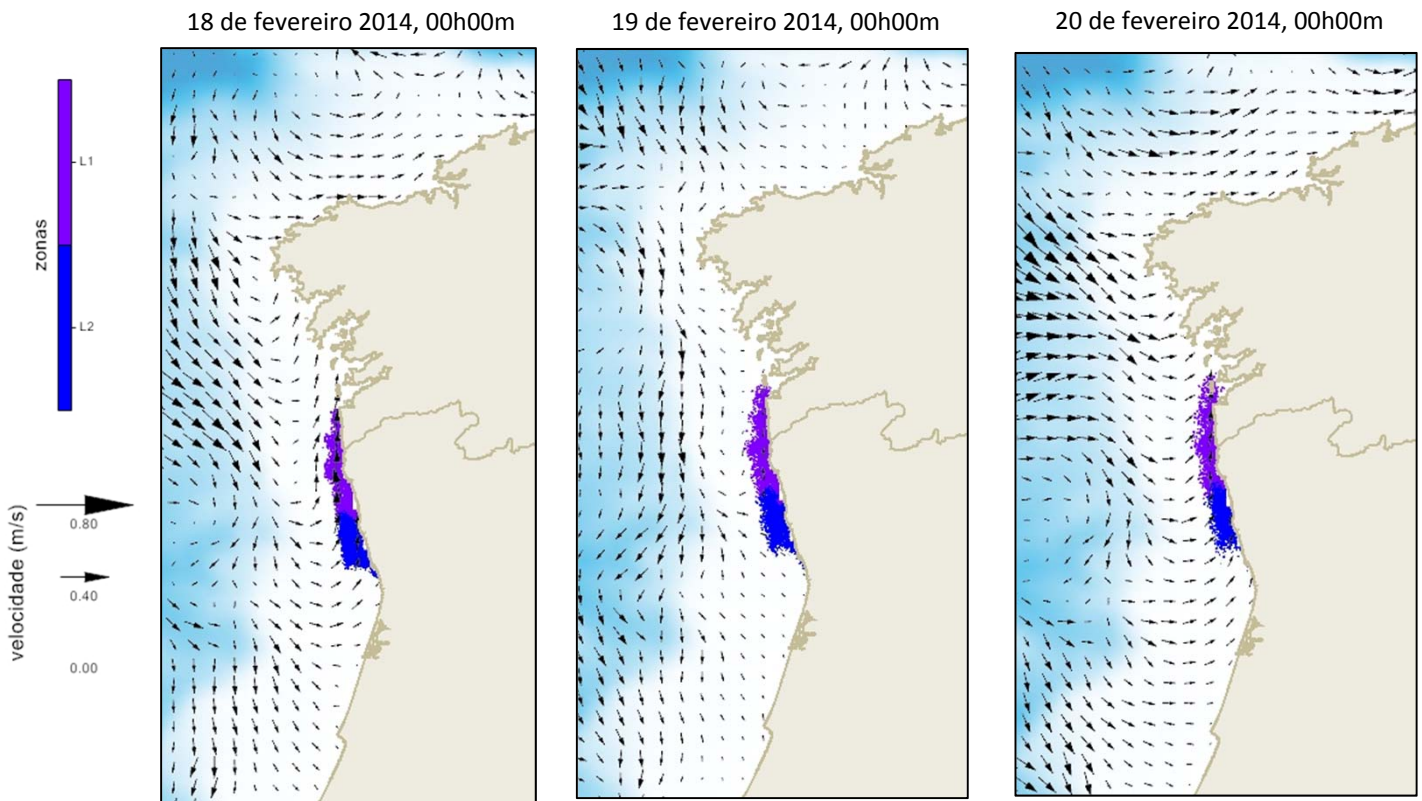 18 de fevereiro 2014, 00h00m
19 de fevereiro 2014, 00h00m
20 de fevereiro 2014, 00h00m
zonas
L1
L2
velocidade (m/s)
0.80
0.40
0.00